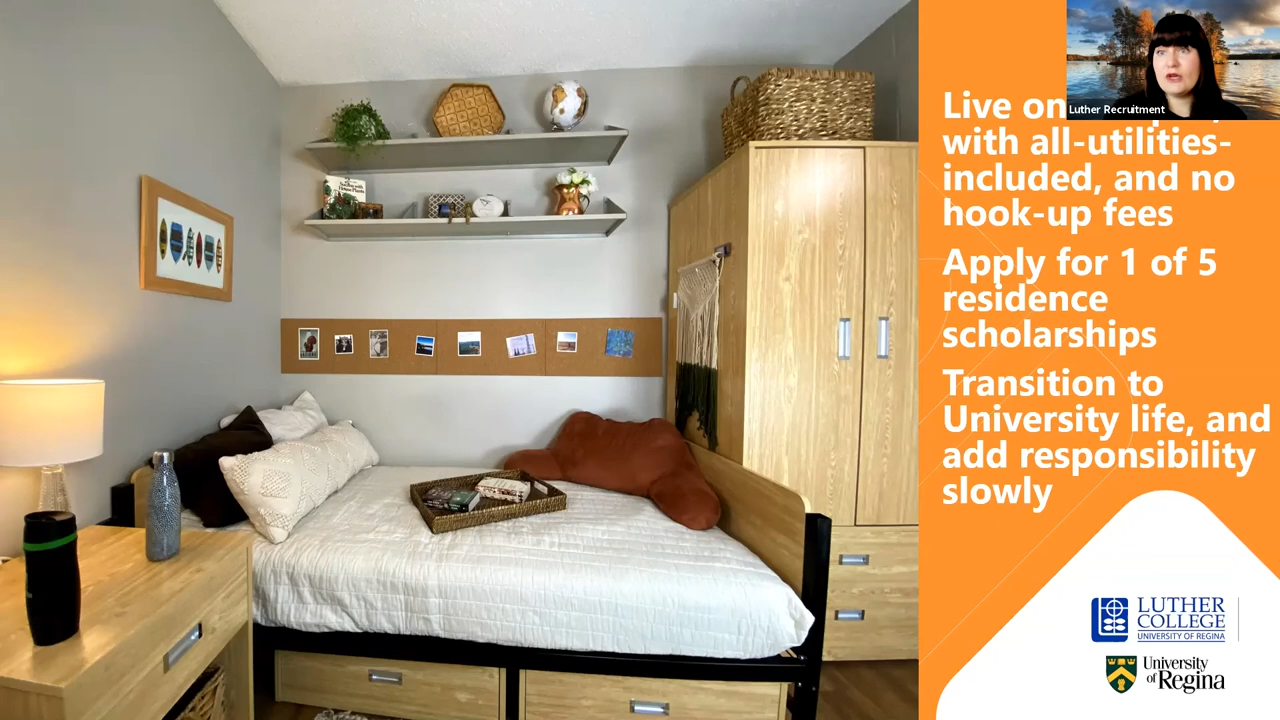 Luther Recruitment
Live on
with all-utilities-
included, and no
hook-up fees
Apply for 1 of 5
residence
scholarships
Transition to
University life, and
add responsibility
slowly
LUTHER
COLLEGE
UNIVERSITY OF REGINA
University
of Regina